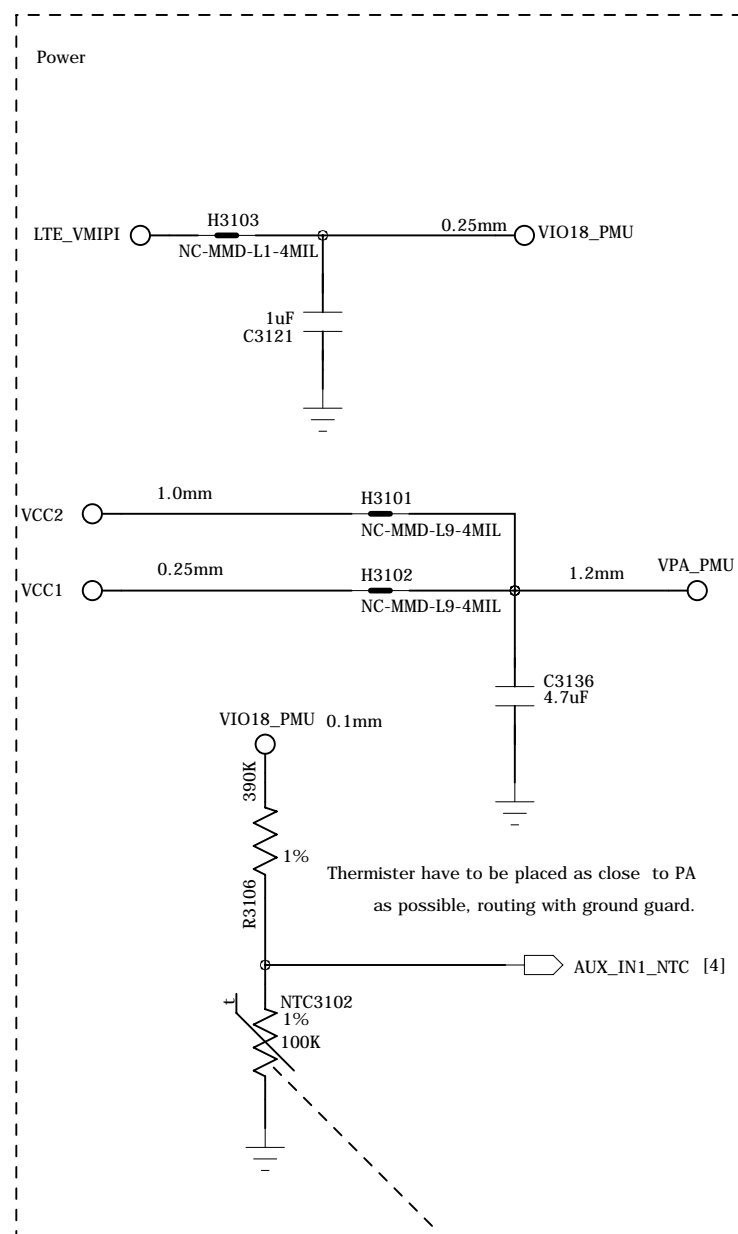 Power
H3103
LTE_VMIPI
0.25mm
VIO18_PMU
NC-MMD-L1-4MIL
1uF
C3121
1.0mm
H3101
VCC2
NC-MMD-L9-4MIL
0.25mm
H3102
1.2mm
VPA_PMU
VCC1
NC-MMD-L9-4MIL
C3136
4.7uF
VIO18_PMU 0.1mm
390K
1%
R3106
Thermister have to be placed as close to PA
as possible, routing with ground guard.
AUX_IN1_NTC [4]
t
NTC3102
1%
100K